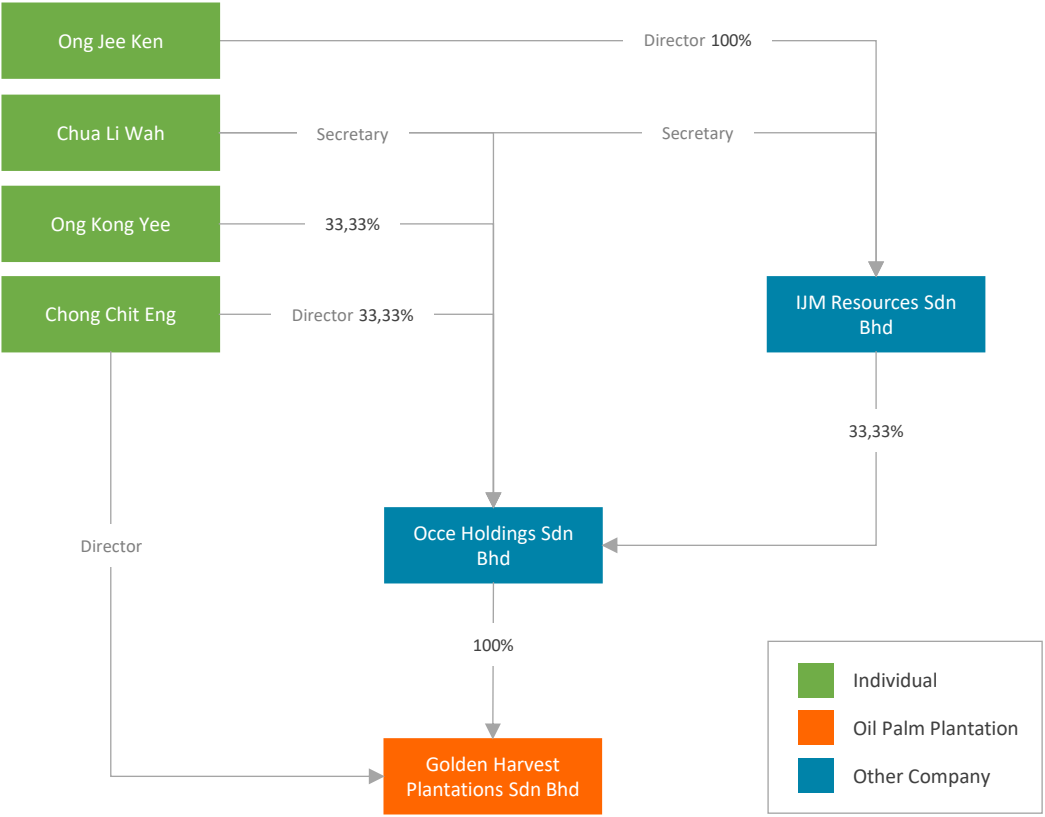 Ong Jee Ken
Director 100%
Chua Li Wah
Secretary
Secretary
Ong Kong Yee
33,33%
Chong Chit Eng
Director 33,33%
IJM Resources Sdn
Bhd
33,33%
Occe Holdings Sdn
Bhd
Director
100%
Golden Harvest
Plantations Sdn Bhd
Individual
Oil Palm Plantation
Other Company